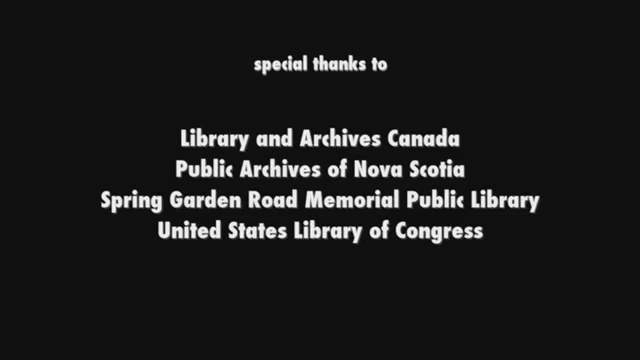 special thanks to
Library and Archives Canada
Public Archives of Nova Scotia
Spring Garden Road Memorial Public Library
United States Library of Congress